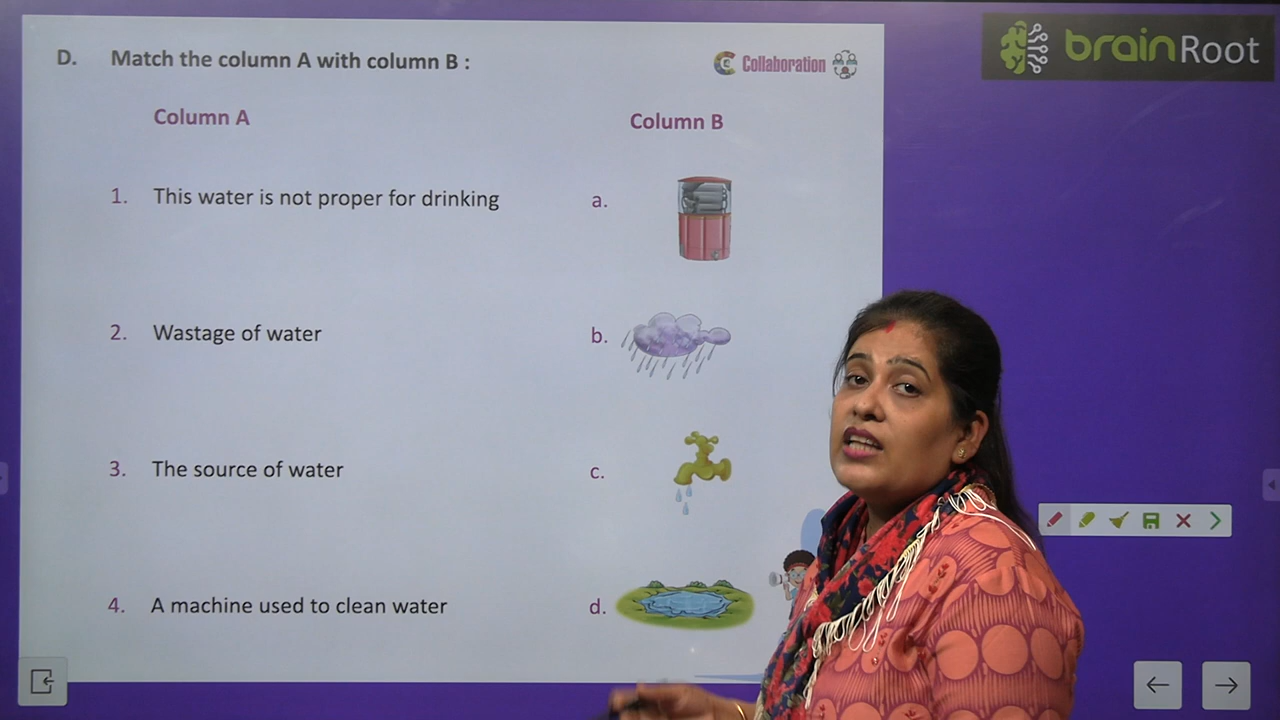 D. Match the column A with column B :
Collaboration
brainRoot
Column A
Column B
1. This water is not proper for drinking
a.
2. Wastage of water
b.
3. The source of water
c.
4. A machine used to clean water
d.